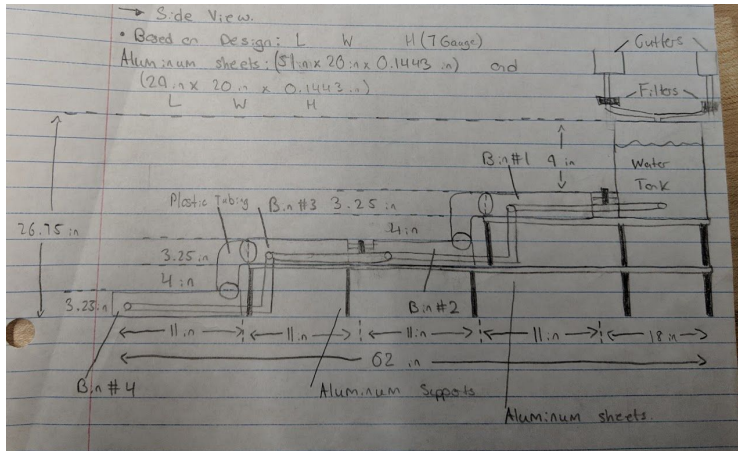 → Side View.
• Based on Design: L W H (7 Gauge)
Aluminum sheets: (51 in x 20 in x 0.1443 in) and
(29 in x 20 in x 0.1443 in)
L W H
Gutters
Filters
Water
Tank
Bin #1
9 in
Plastic Tubing
Bin #3
3.25 in
4 in
26.75 in
3.25 in
4 in
3.25 in
Bin #2
11 in
11 in
11 in
11 in
18 in
62 in
Bin #4
Aluminum Supports
Aluminum sheets.